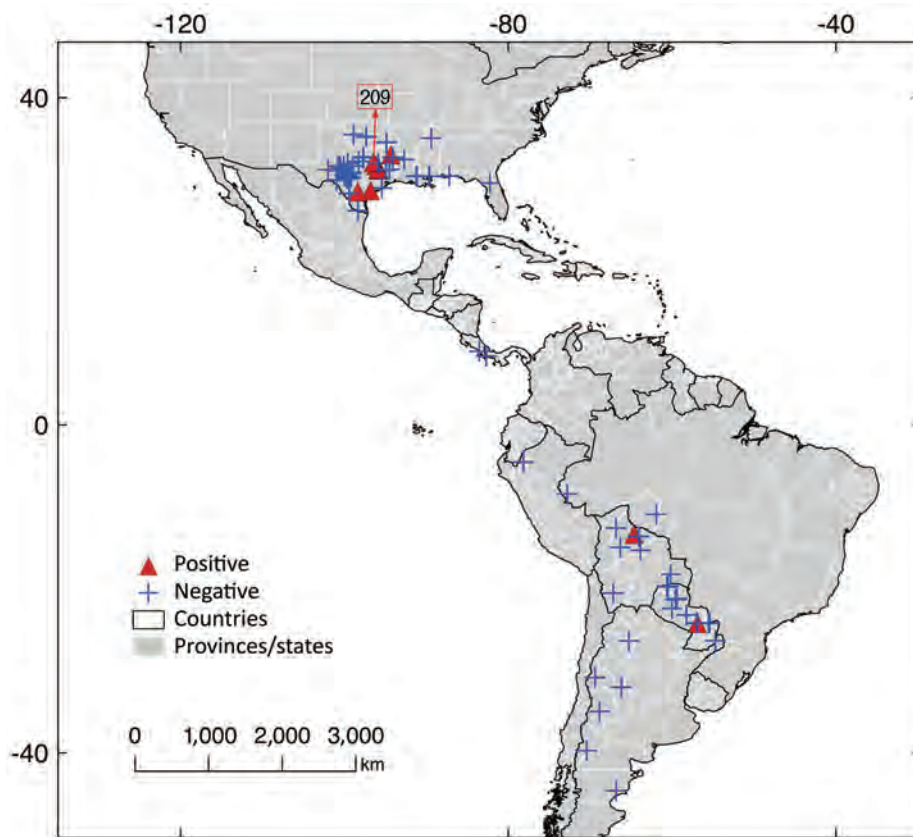 -120 -80 -40
40
209
0
Positive
Negative
Countries
Provinces/states
0 1,000 2,000 3,000
km
-40